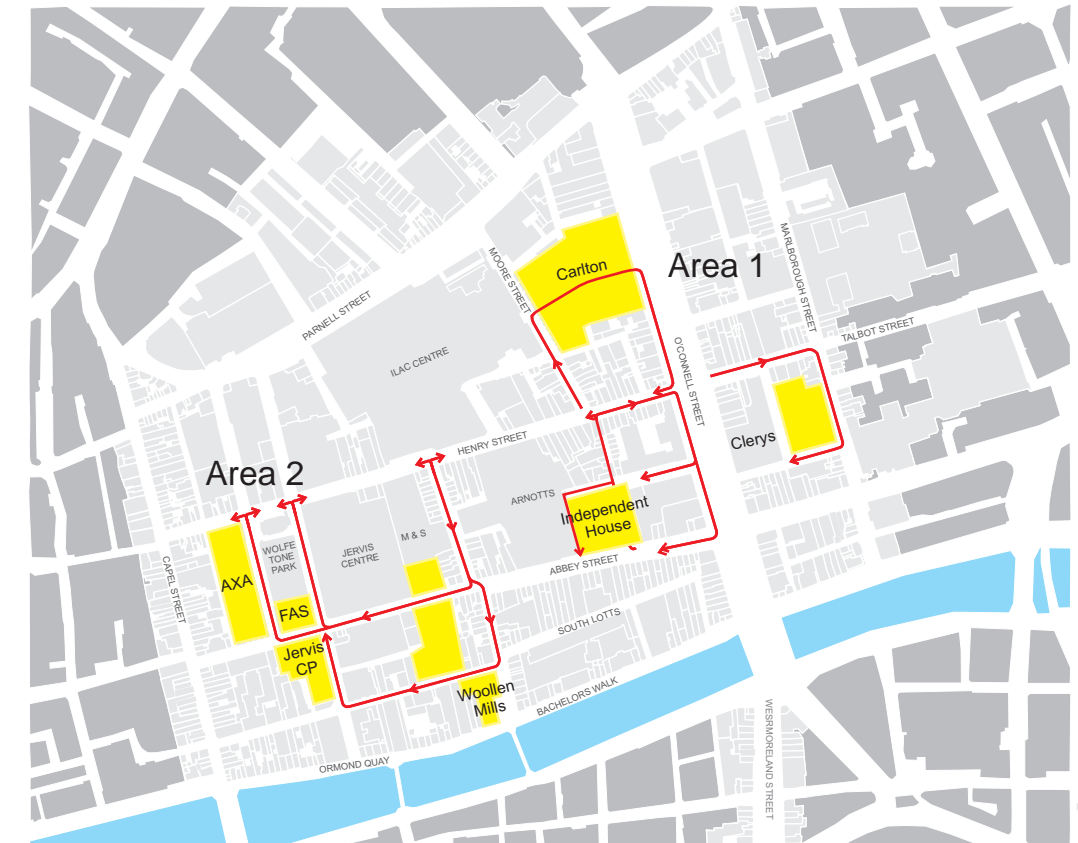 Carlton
Area 1
MOORE STREET
MARLBOROUGH STREET
TALBOT STREET
PARNELL STREET
ILAC CENTRE
O'CONNELL STREET
Clerys
HENRY STREET
Area 2
ARNOTTS
Independent
House
M & S
JERVIS
CENTRE
WOLFE
TONE
PARK
ABBEY STREET
CAPEL STREET
AXA
FAS
SOUTH LOTTS
Jervis
CP
Woollen
Mills
BACHELORS WALK
WESRMORELAND STREET
ORMOND QUAY